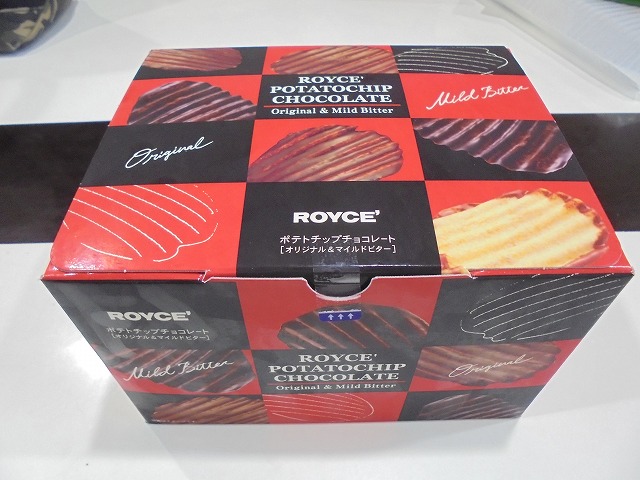 ROYCE'
POTATOCHIP
CHOCOLATE
Original & Mild Bitter
Mild Bitter
Original
ROYCE'
ポテトチップチョコレート
[オリジナル&マイルドビター]
ROYCE'
ポテトチップチョコレート
[オリジナル&マイルドビター]
Mild Bitter
ROYCE'
POTATOCHIP
CHOCOLATE
Original & Mild Bitter
Original